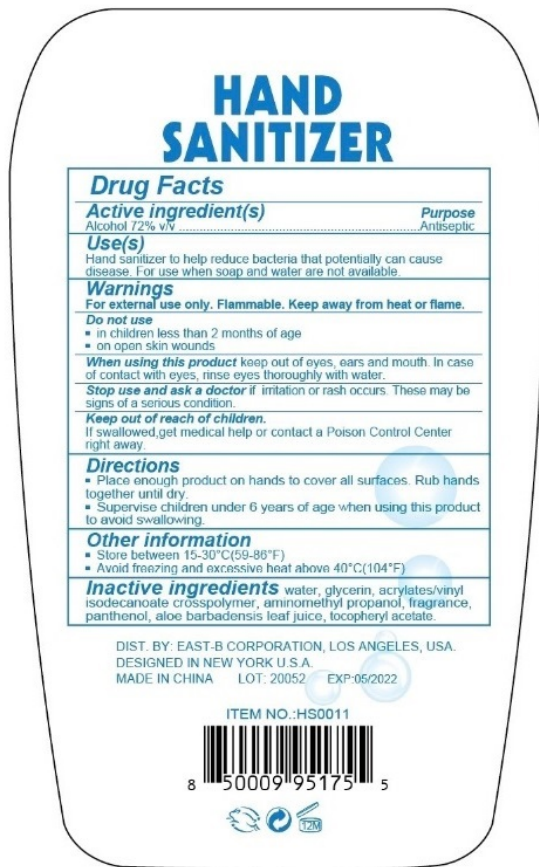 HAND
SANITIZER
Drug Facts
Active ingredient(s) Purpose
Alcohol 72% v/v ........................................................Antiseptic
Use(s)
Hand sanitizer to help reduce bacteria that potentially can cause
disease. For use when soap and water are not available.
Warnings
For external use only. Flammable. Keep away from heat or flame.
Do not use
▪ in children less than 2 months of age
▪ on open skin wounds
When using this product keep out of eyes, ears and mouth. In case
of contact with eyes, rinse eyes thoroughly with water.
Stop use and ask a doctor if irritation or rash occurs. These may be
signs of a serious condition.
Keep out of reach of children.
If swallowed,get medical help or contact a Poison Control Center
right away.
Directions
▪ Place enough product on hands to cover all surfaces. Rub hands
together until dry.
▪ Supervise children under 6 years of age when using this product
to avoid swallowing.
Other information
▪ Store between 15-30°C(59-86°F)
▪ Avoid freezing and excessive heat above 40°C(104°F)
Inactive ingredients water, glycerin, acrylates/vinyl
isodecanoate crosspolymer, aminomethyl propanol, fragrance,
panthenol, aloe barbadensis leaf juice, tocopheryl acetate.
DIST. BY: EAST-B CORPORATION, LOS ANGELES, USA.
DESIGNED IN NEW YORK U.S.A.
MADE IN CHINA LOT: 20052 EXP:05/2022
ITEM NO.:HS0011
8 50009 95175 5
12M